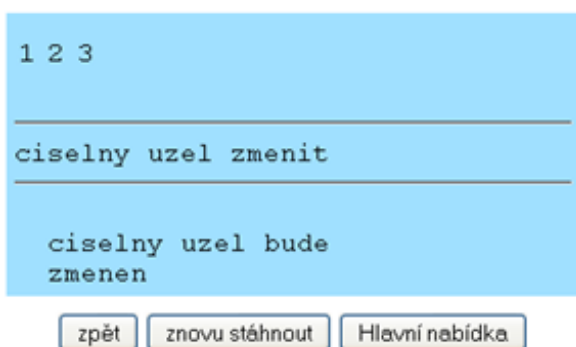 1 2 3
ciselny uzel zmenit
ciselny uzel bude
zmenen
zpět znovu stáhnout Hlavní nabídka